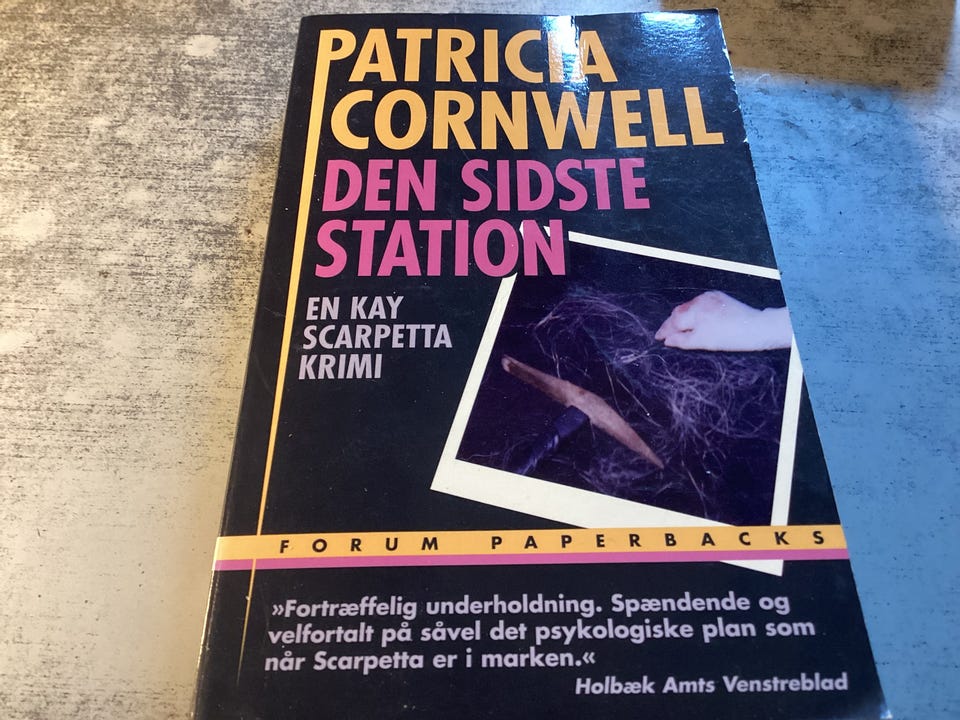 PATRICIA
CORNWELL
DEN SIDSTE
STATION
EN KAY
SCARPETTA
KRIMI
FORUM PAPERBACKS
»Fortræffelig underholdning. Spændende og
velfortalt på såvel det psykologiske plan som
når Scarpetta er i marken.«
Holbæk Amts Venstreblad